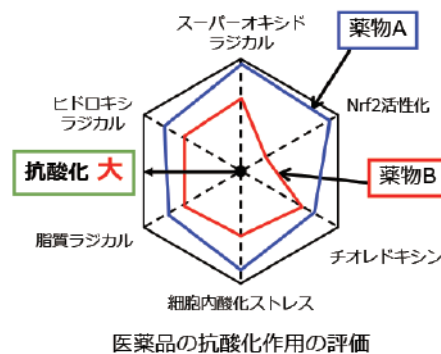 スーパーオキシド
ラジカル
薬物A
ヒドロキシ
ラジカル
Nrf2活性化
抗酸化 大
薬物B
脂質ラジカル
チオレドキシン
細胞内酸化ストレス
医薬品の抗酸化作用の評価